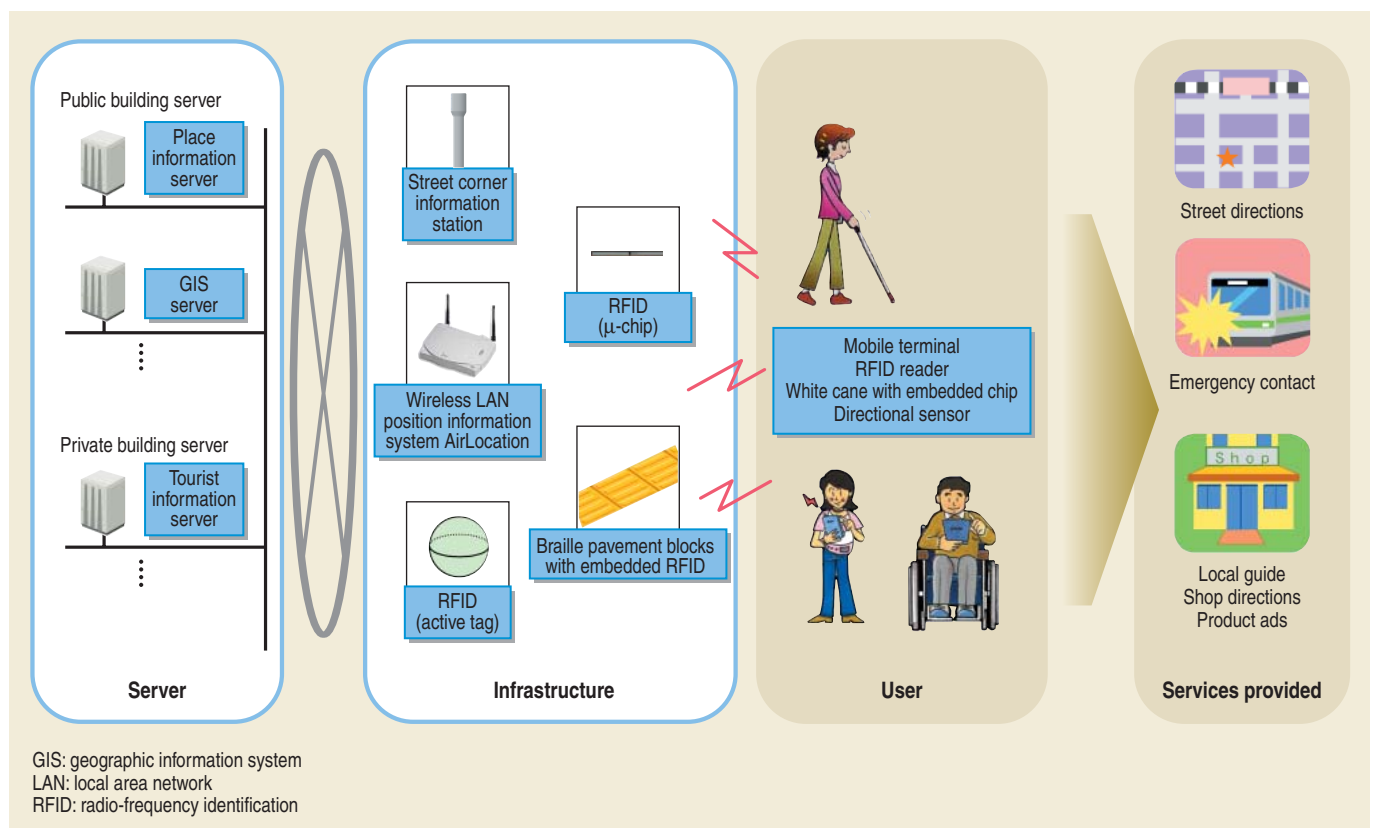 Public building server
Place
information
server
GIS
server
Private building server
Tourist
information
server
Server
Street corner
information
station
RFID
(μ-chip)
Wireless LAN
position information
system AirLocation
Braille pavement blocks
with embedded RFID
RFID
(active tag)
Infrastructure
Mobile terminal
RFID reader
White cane with embedded chip
Directional sensor
User
Street directions
Emergency contact
Shop
Local guide
Shop directions
Product ads
Services provided
GIS: geographic information system
LAN: local area network
RFID: radio-frequency identification